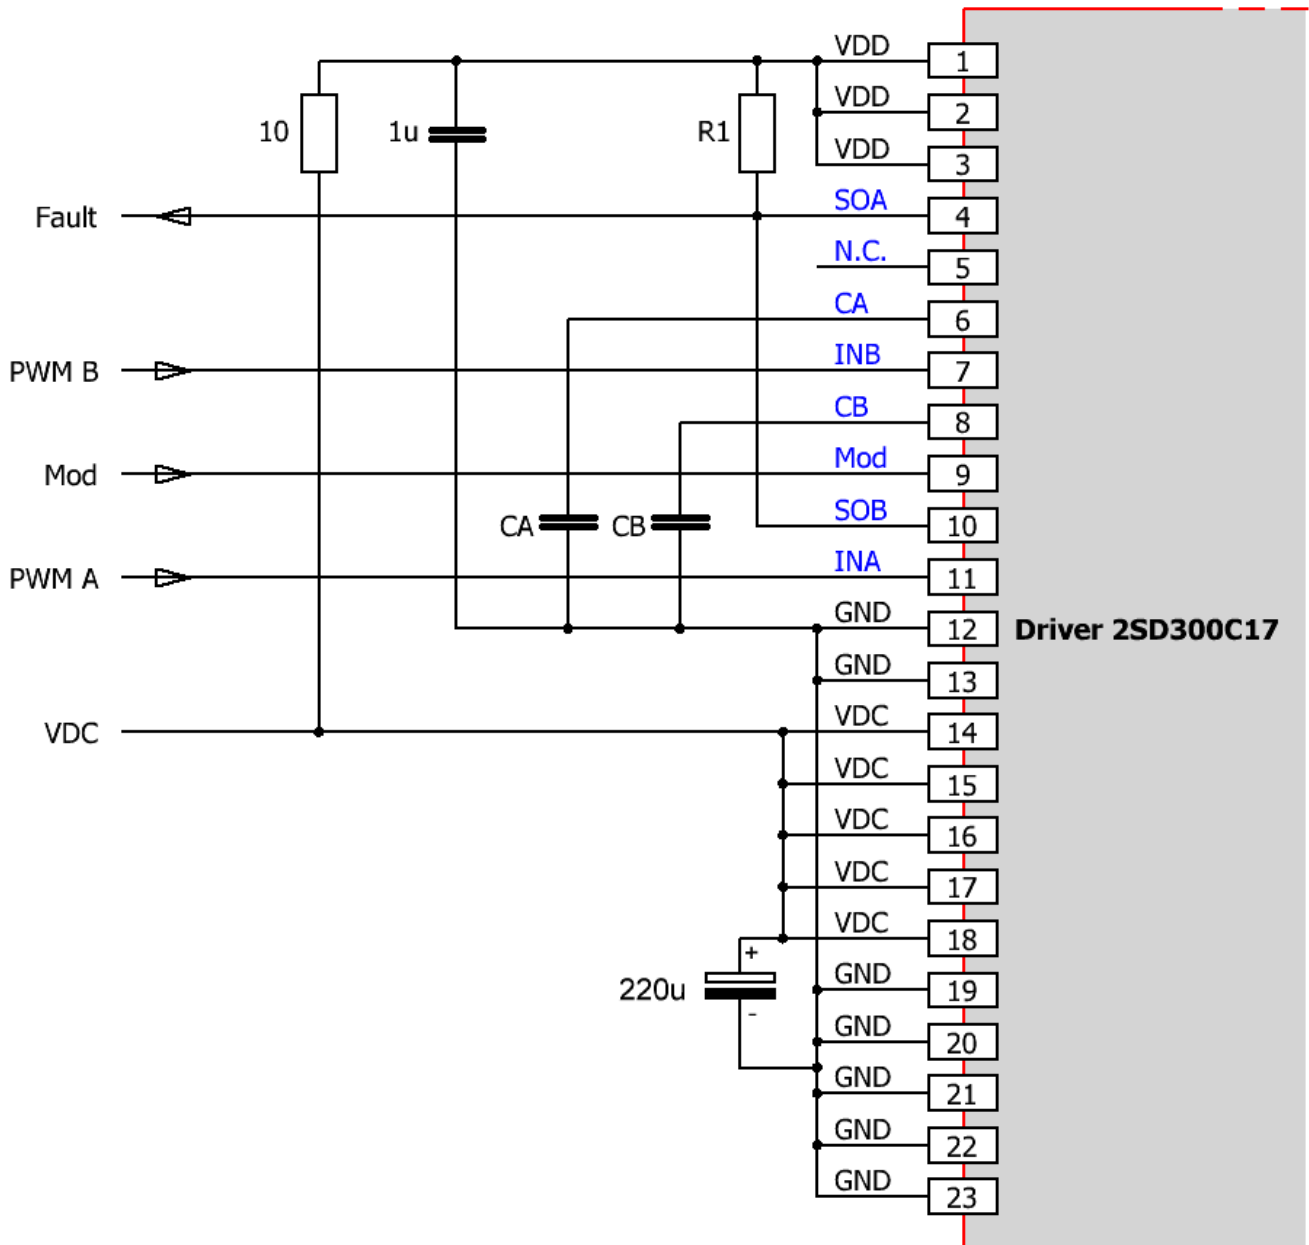 VDD 1
VDD 2
10 1u R1
VDD 3
Fault SOA 4
N.C. 5
CA 6
PWM B INB 7
CB 8
Mod Mod 9
CA CB SOB 10
PWM A INA 11
GND 12 Driver 2SD300C17
GND 13
VDC VDC 14
VDC 15
VDC 16
VDC 17
VDC 18
+
220u GND 19
-
GND 20
GND 21
GND 22
GND 23